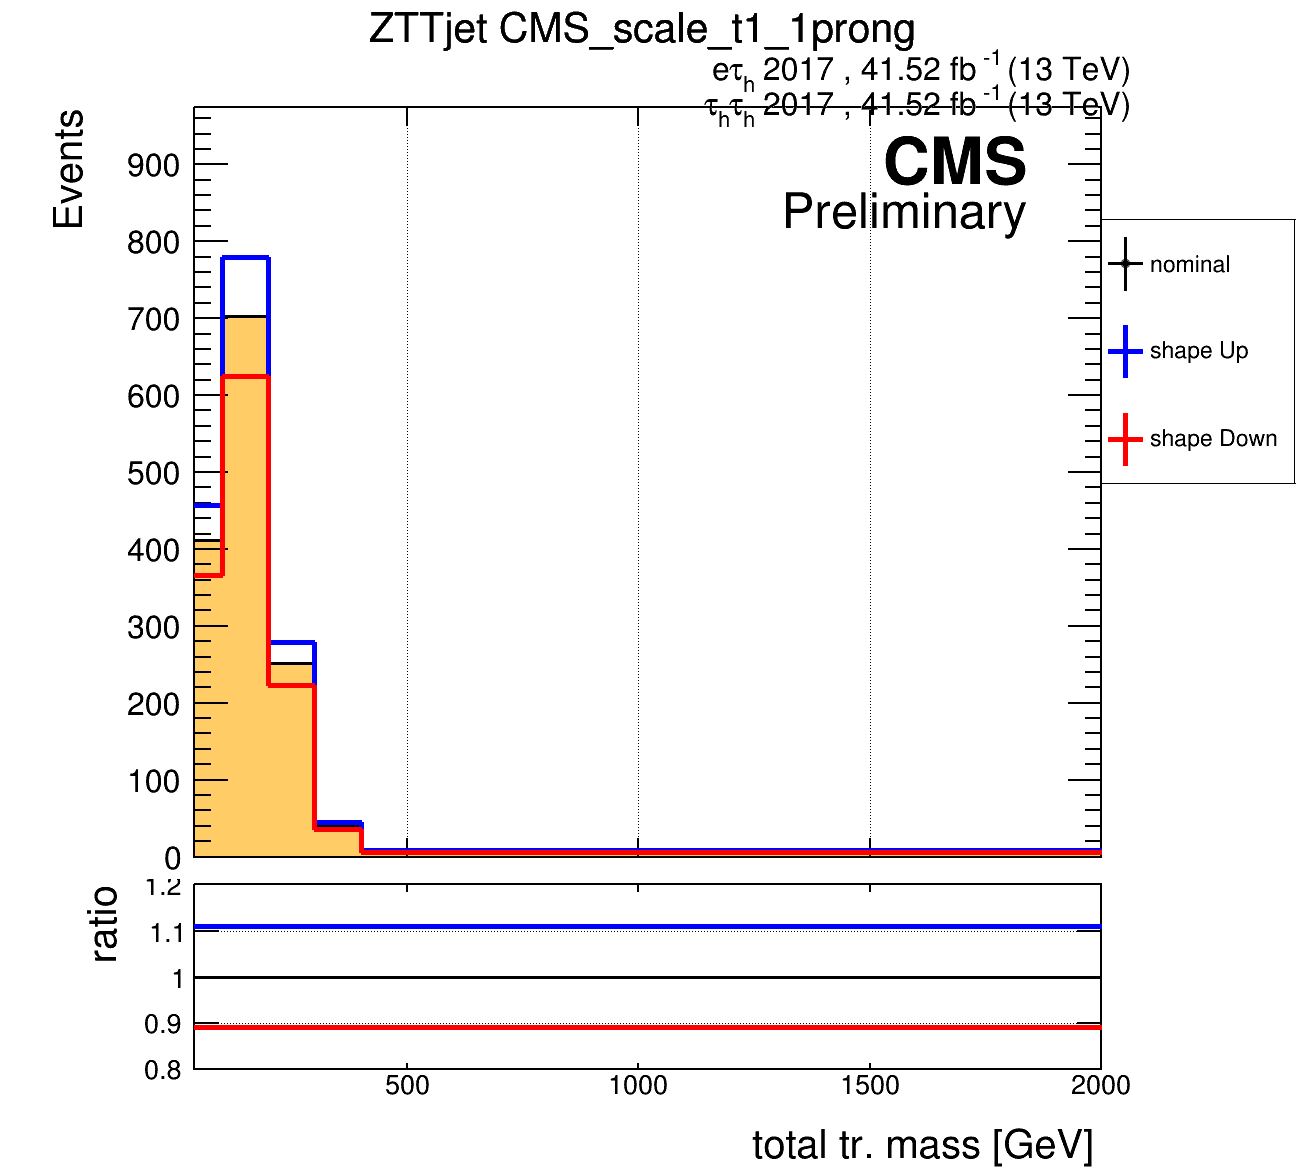 ZTTjet CMS_scale_t1_1prong
eτh 2017 , 41.52 fb -1 (13 TeV)
τhτh 2017 , 41.52 fb -1 (13 TeV)
CMS
Preliminary
Events
900
800
700
600
500
400
300
200
100
0
nominal
shape Up
shape Down
ratio
1.2
1.1
1
0.9
0.8
500
1000
1500
2000
total tr. mass [GeV]